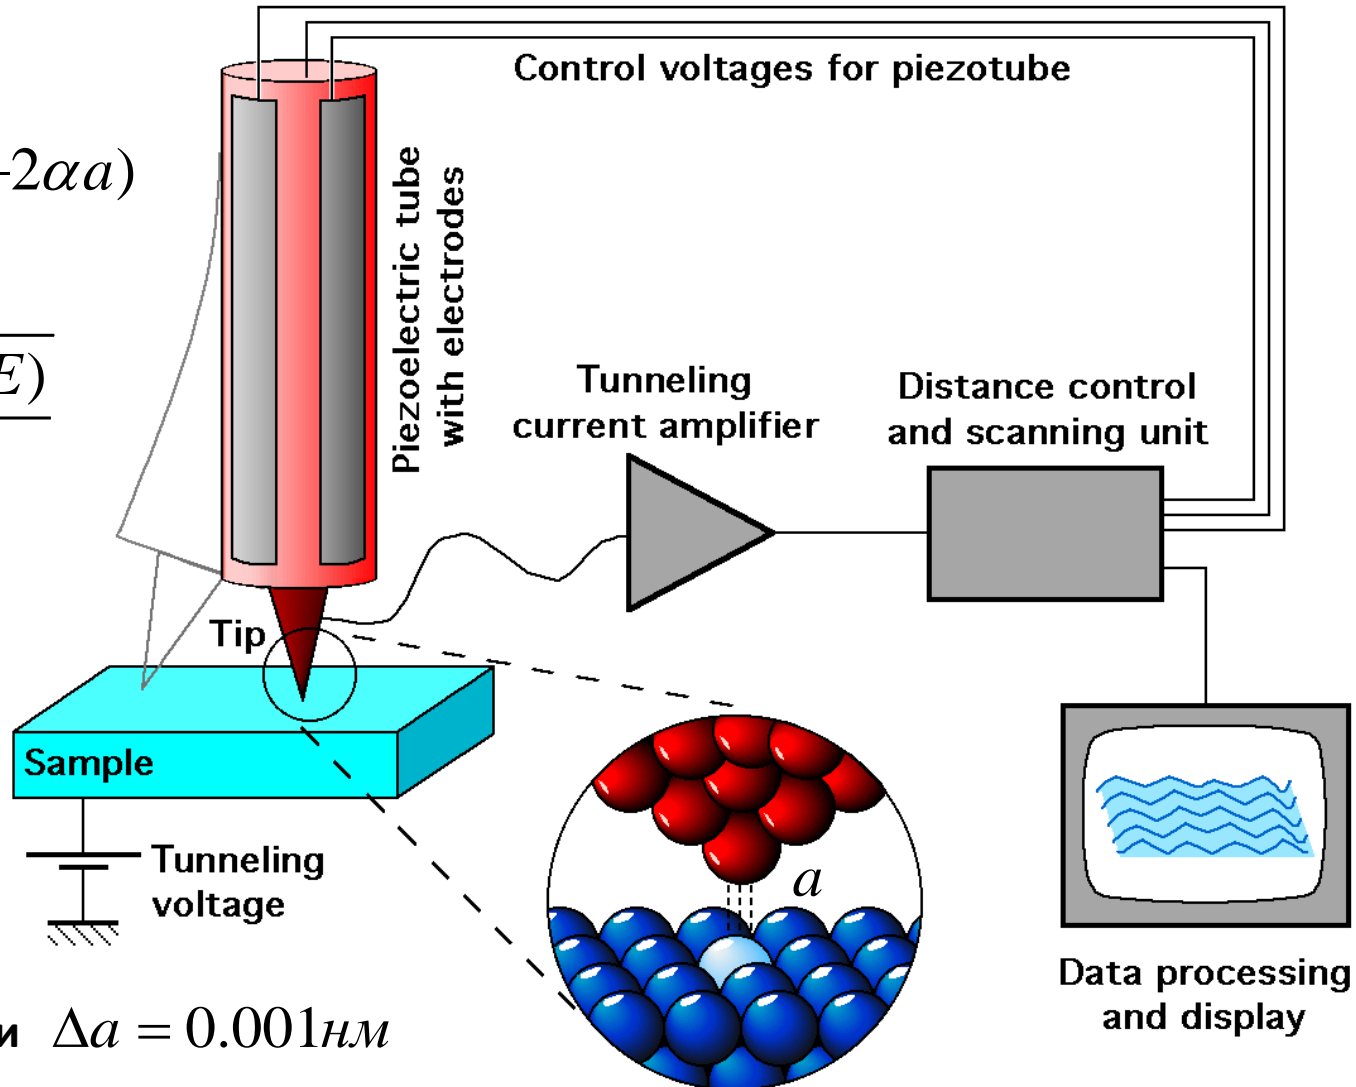 Control voltages for piezotube
-2αa)
Piezoelectric tube
with electrodes
E)
Tunneling
current amplifier
Distance control
and scanning unit
Tip
Sample
Tunneling
voltage
a
Data processing
and display
и Δa = 0.001нм